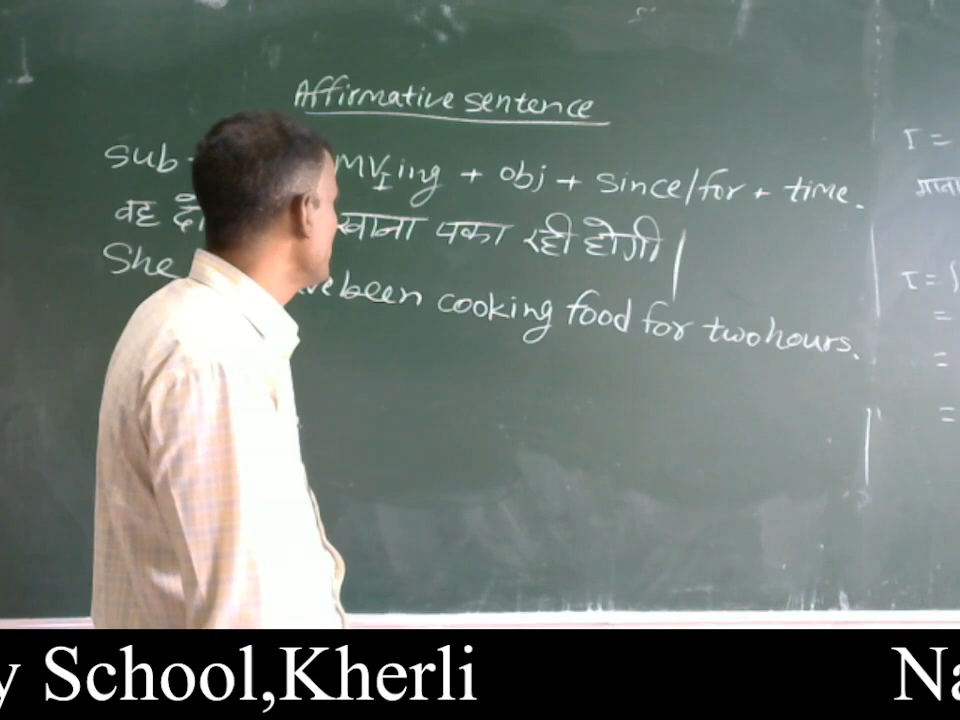 Affirmative sentence
Sub + MVIing + obj + since/for + time.
वह खाना पका रही होगी।
She been cooking food for two hours.
I =
I =
=
=
=
School,Kherli